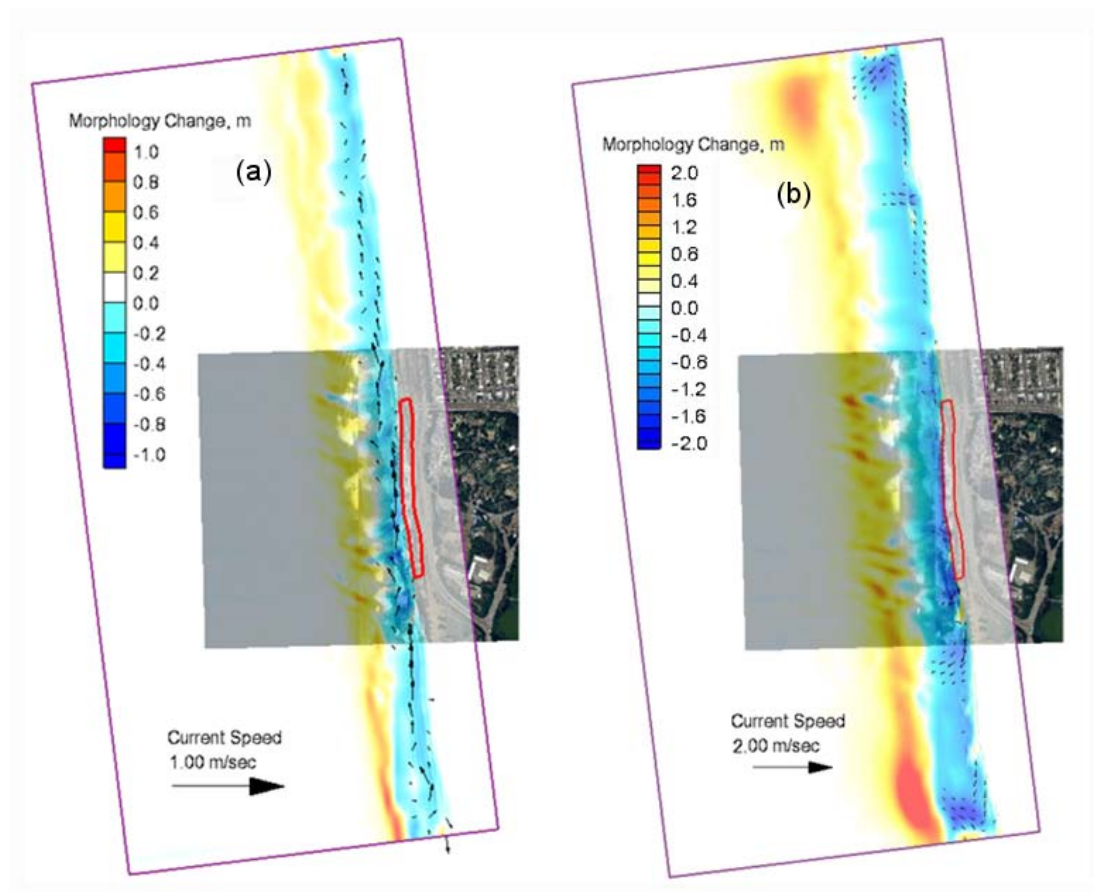 Morphology Change, m
1.0
0.8
0.6
0.4
0.2
0.0
-0.2
-0.4
-0.6
-0.8
-1.0
(a)
Current Speed
1.00 m/sec
Morphology Change, m
2.0
1.6
1.2
0.8
0.4
0.0
-0.4
-0.8
-1.2
-1.6
-2.0
(b)
Current Speed
2.00 m/sec